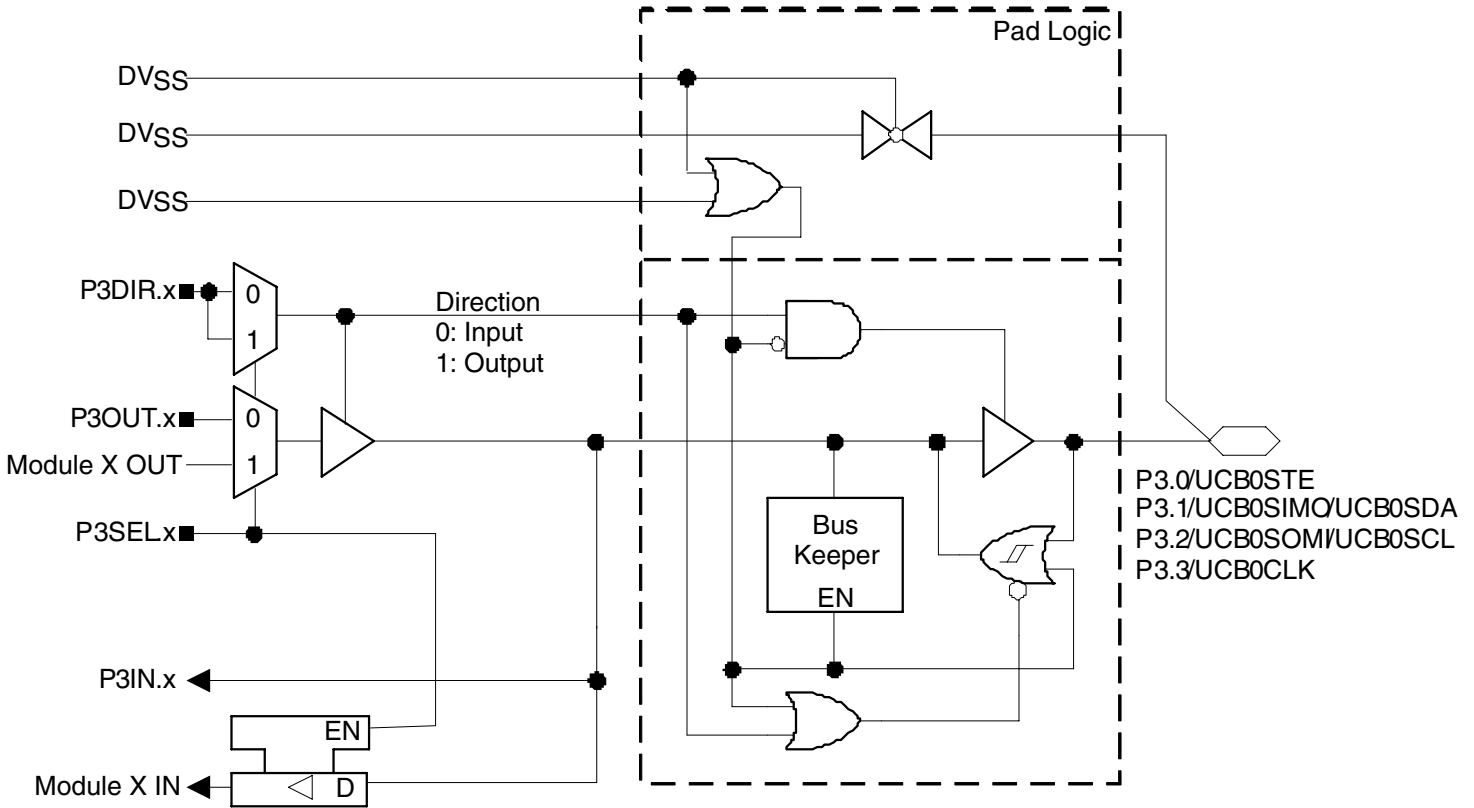 Pad Logic
DVSS
DVSS
DVSS
P3DIR.x
0
1
Direction
0: Input
1: Output
P3OUT.x
0
Module X OUT
1
P3SEL.x
Bus
Keeper
EN
P3.0/UCB0STE
P3.1/UCB0SIMO/UCB0SDA
P3.2/UCB0SOMI/UCB0SCL
P3.3/UCB0CLK
P3IN.x
EN
Module X IN
D